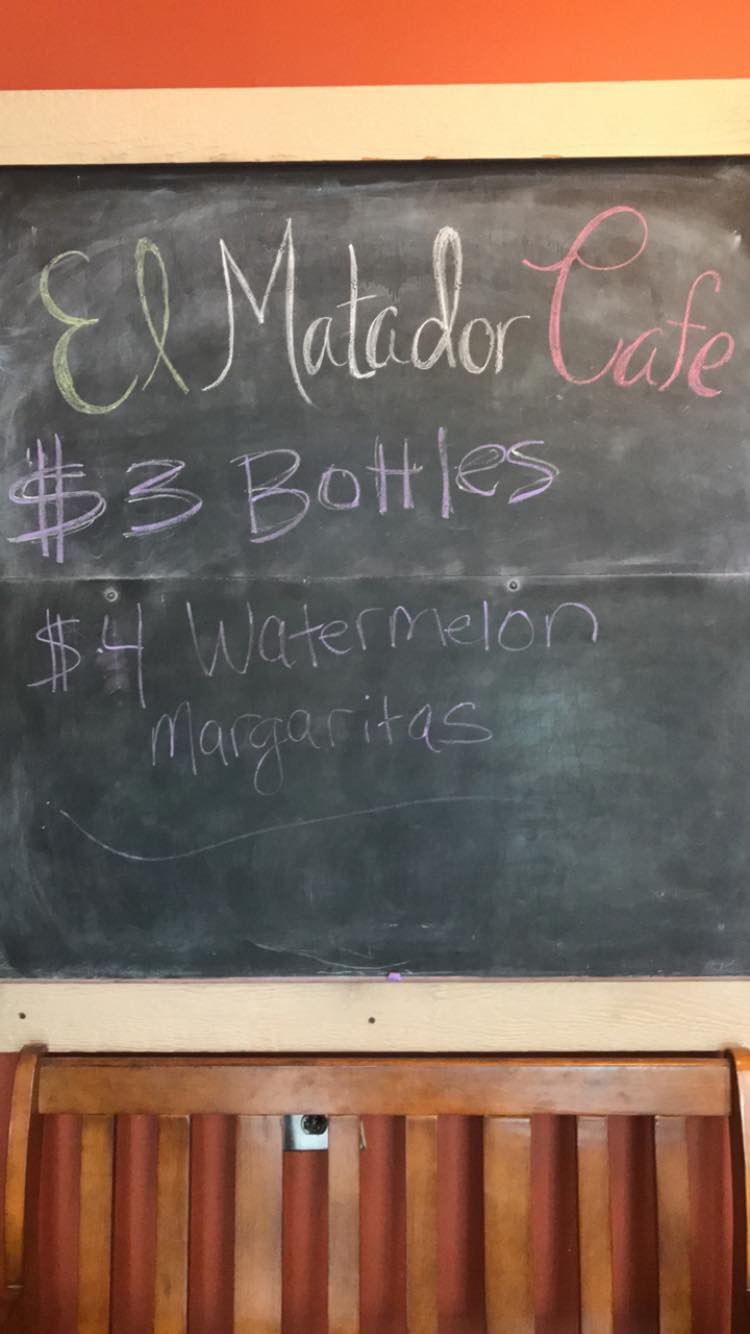 El Matador Cafe
$3 Bottles
$4 Watermelon
Margaritas